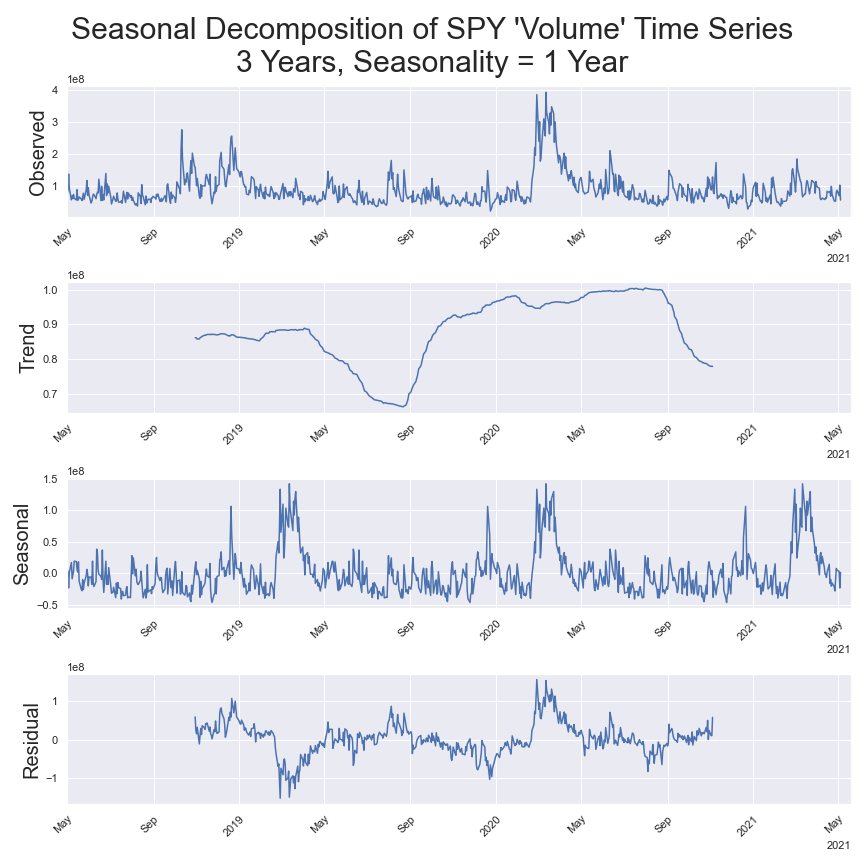 Seasonal Decomposition of SPY 'Volume' Time Series
3 Years, Seasonality = 1 Year
1e8
Observed
4
3
2
1
May Sep 2019 May Sep 2020 May Sep 2021 May
2021
1e8
Trend
1.0
0.9
0.8
0.7
May Sep 2019 May Sep 2020 May Sep 2021 May
2021
1e8
Seasonal
1.5
1.0
0.5
0.0
−0.5
May Sep 2019 May Sep 2020 May Sep 2021 May
2021
1e8
Residual
1
0
−1
May Sep 2019 May Sep 2020 May Sep 2021 May
2021